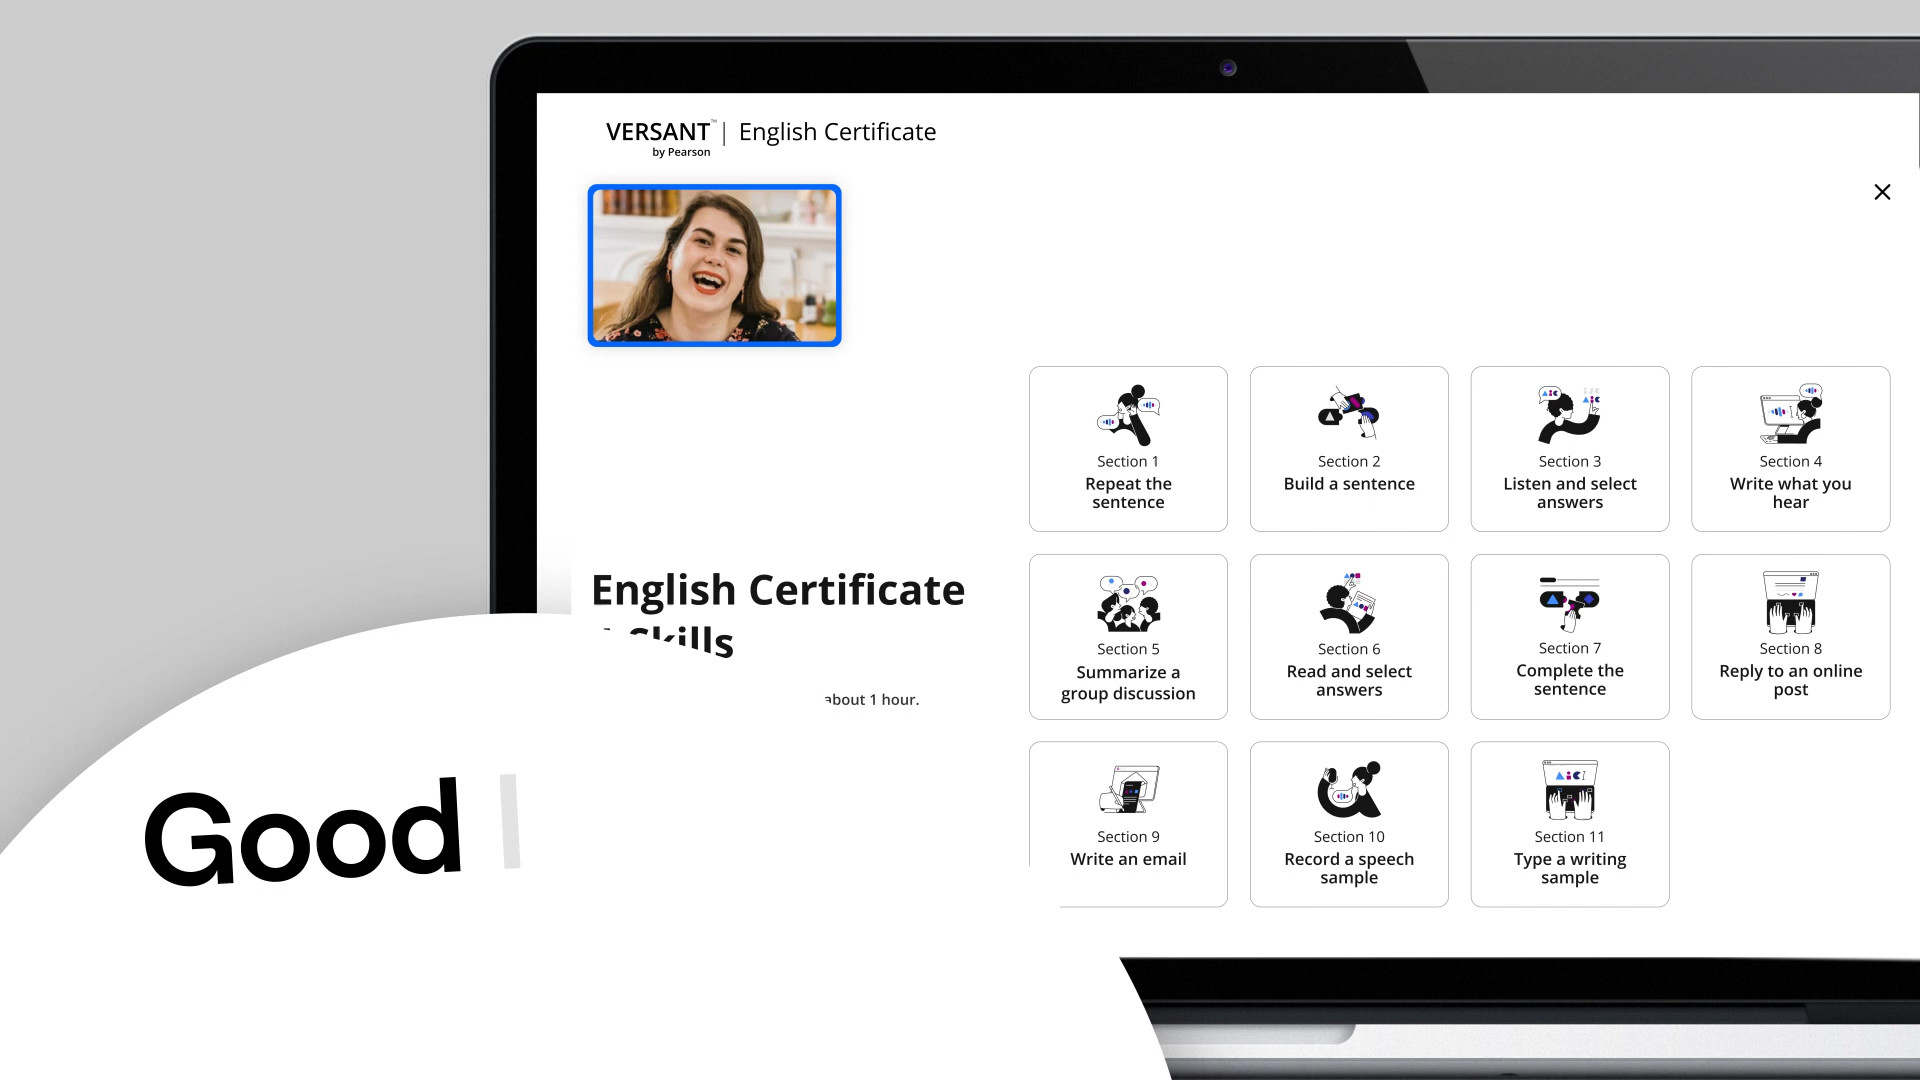 VERSANT™ | English Certificate
by Pearson
Section 1
Repeat the
sentence
Section 2
Build a sentence
Section 3
Listen and select
answers
Section 4
Write what you
hear
English Certificate
Skills
about 1 hour.
Section 5
Summarize a
group discussion
Section 6
Read and select
answers
Section 7
Complete the
sentence
Section 8
Reply to an online
post
Section 9
Write an email
Section 10
Record a speech
sample
Section 11
Type a writing
sample
Good